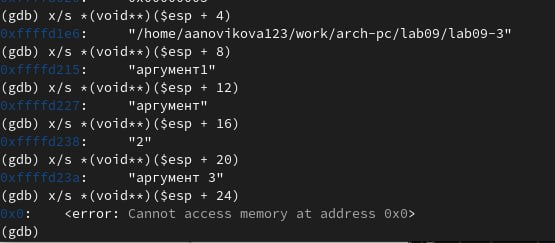 (gdb) x/s *(void**)($esp + 4)
0xffffd1e6: "/home/aanovikova123/work/arch-pc/lab09/lab09-3"
(gdb) x/s *(void**)($esp + 8)
0xffffd215: "аргумент1"
(gdb) x/s *(void**)($esp + 12)
0xffffd227: "аргумент"
(gdb) x/s *(void**)($esp + 16)
0xffffd238: "2"
(gdb) x/s *(void**)($esp + 20)
0xffffd23a: "аргумент 3"
(gdb) x/s *(void**)($esp + 24)
0x0: <error: Cannot access memory at address 0x0>
(gdb)